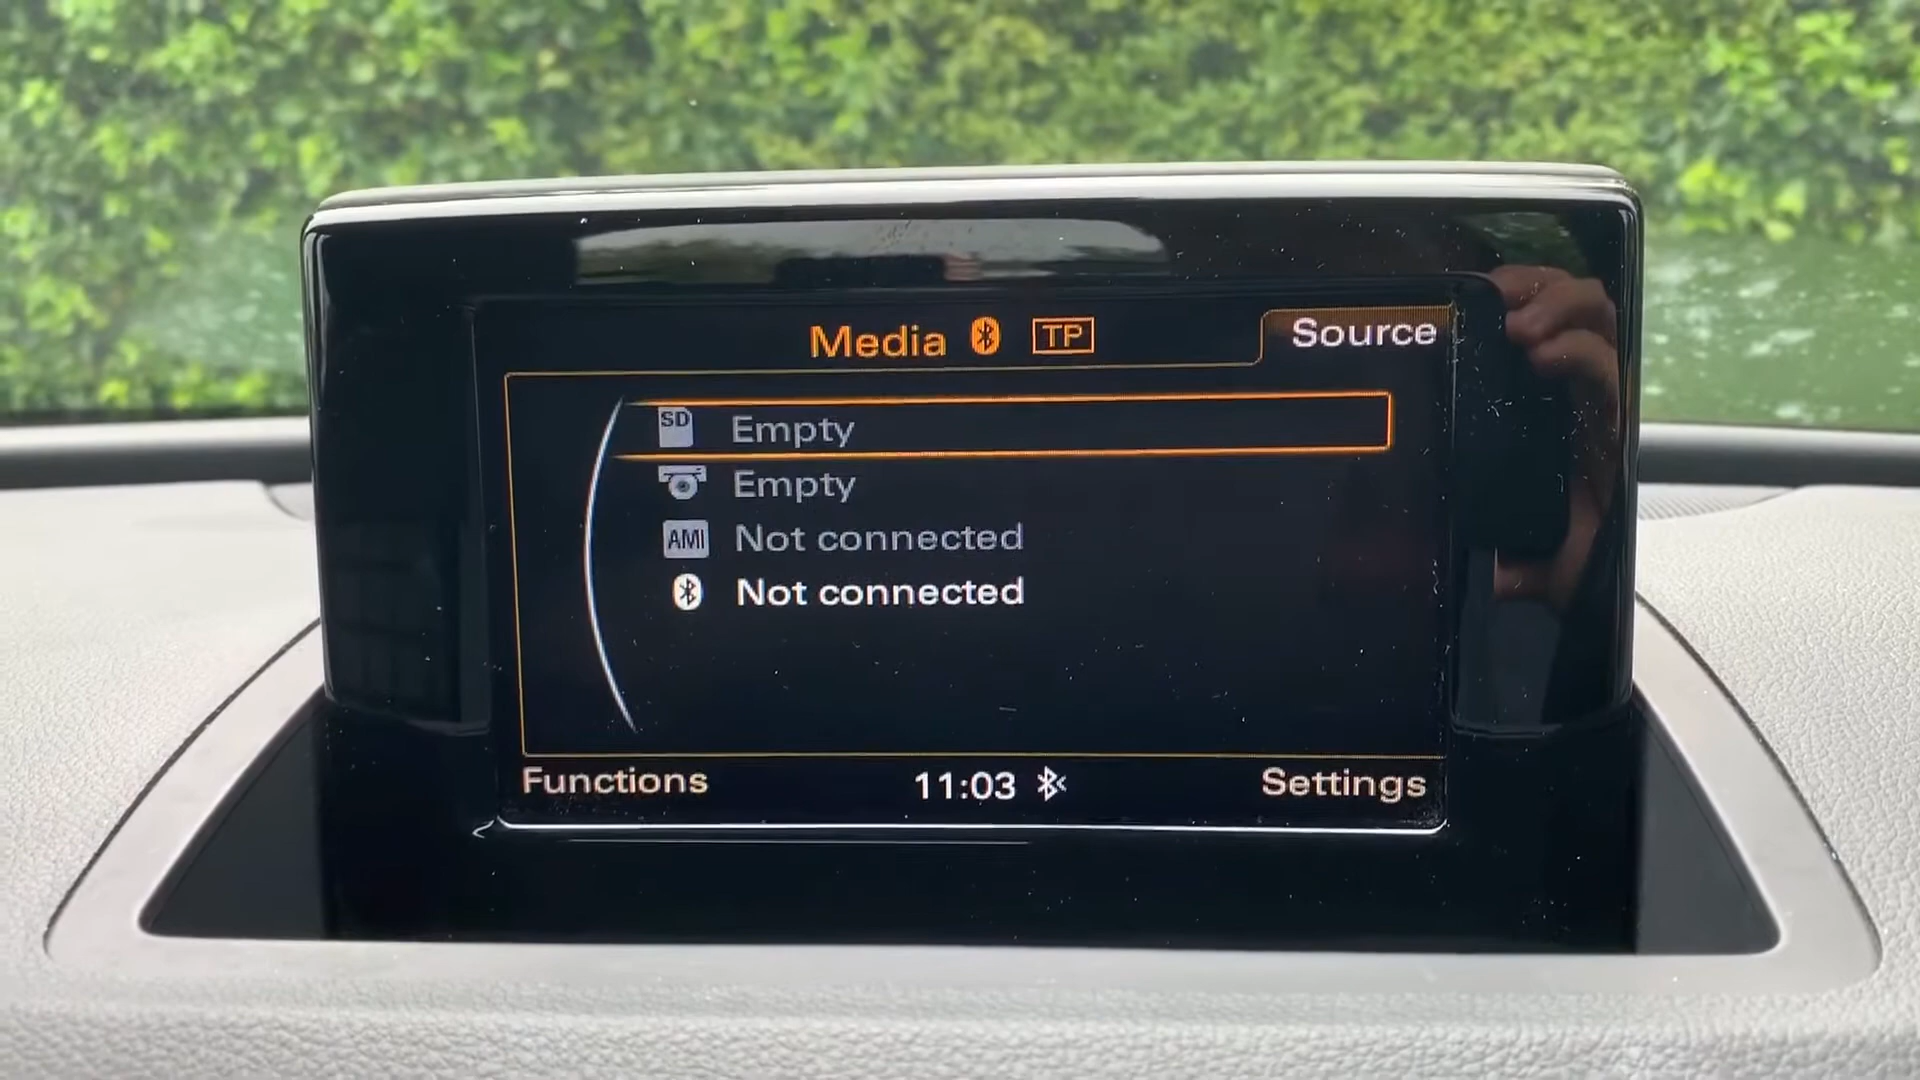 Media TP Source
SD Empty
Empty
AMI Not connected
Not connected
Functions 11:03 Settings